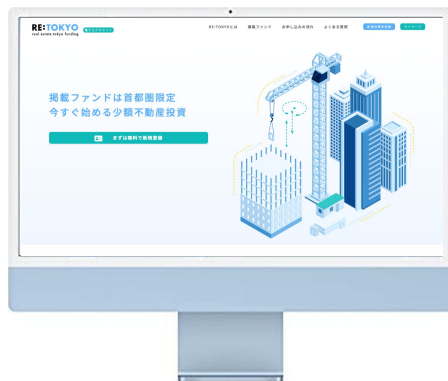 RE:TOKYO
real estate tokyo funding
RE:TOKYOとは 募集ファンド お申し込みの流れ よくある質問
掲載ファンドは首都圏限定
今すぐ始める少額不動産投資
まずは無料で新規登録